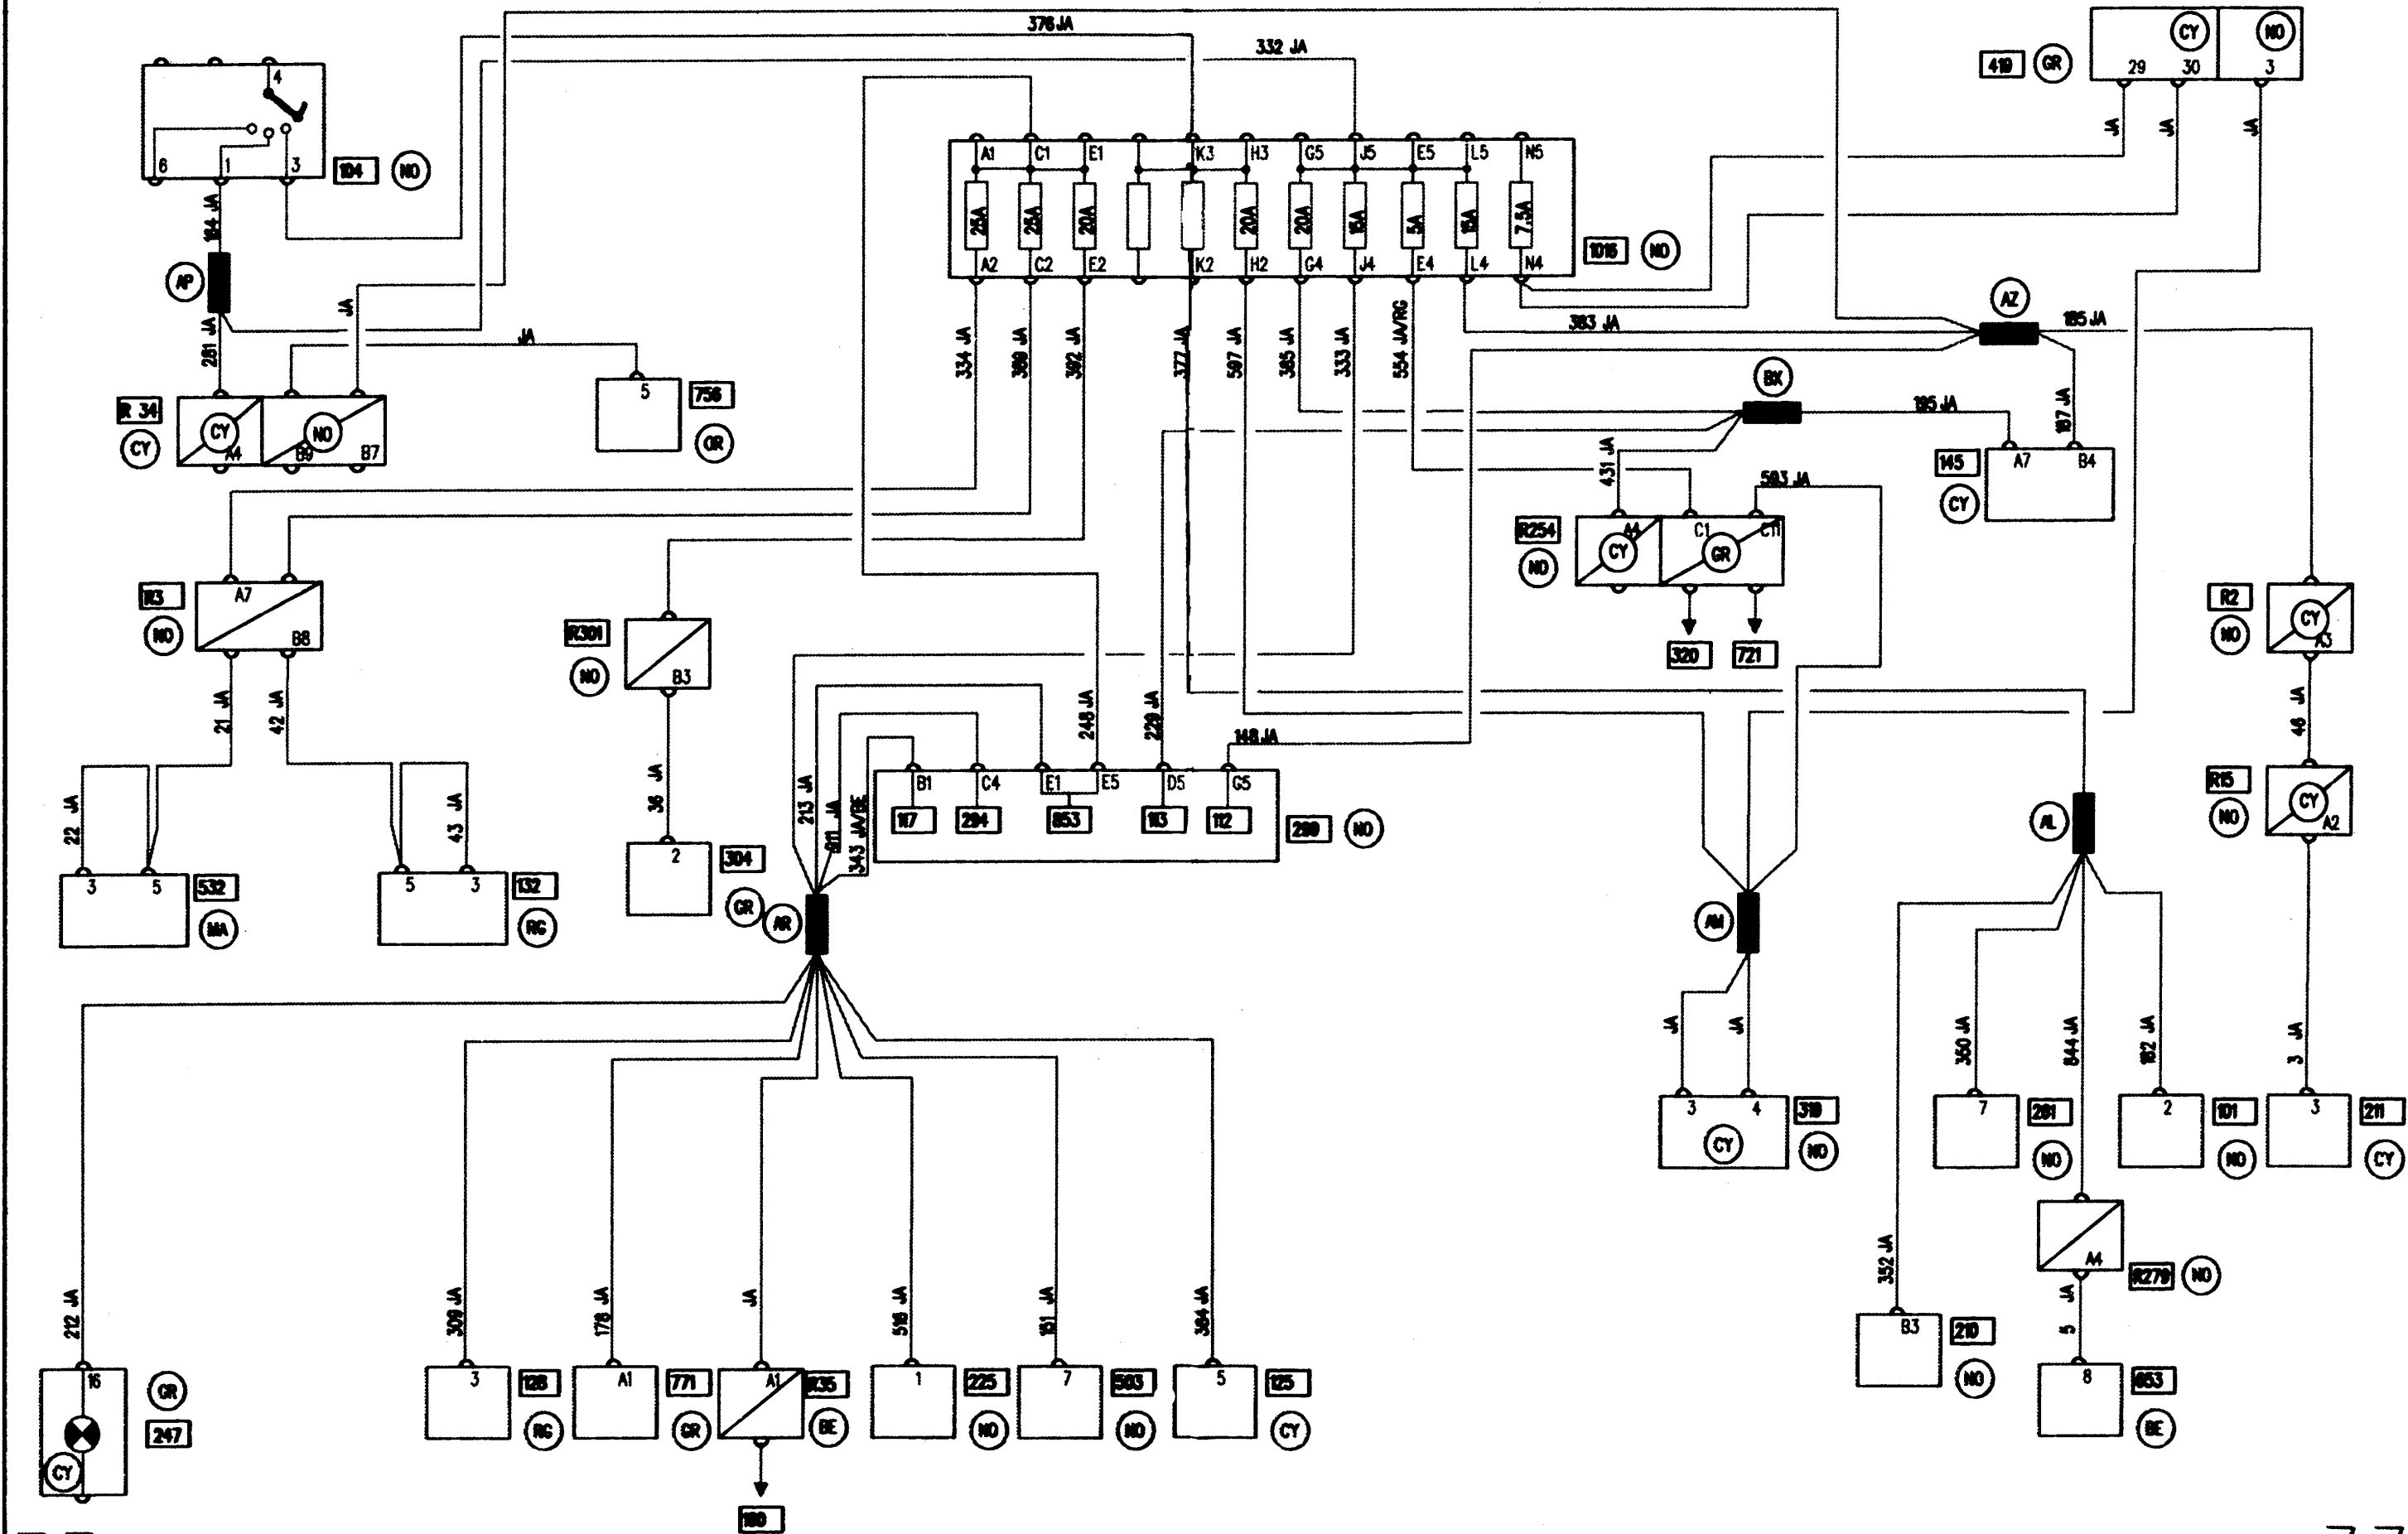 376 JA
332 JA
CY
NO
419
GR
29
30
3
JA
JA
JA
4
6
1
3
104
NO
184 JA
AP
281 JA
JA
JA
A1
C1
E1
K3
H3
G5
J5
E5
L5
N5
25A
25A
20A
20A
20A
15A
5A
15A
7.5A
A2
C2
E2
K2
H2
G4
J4
E4
L4
N4
1016
NO
334 JA
389 JA
392 JA
377 JA
597 JA
385 JA
333 JA
554 JA/RG
383 JA
AZ
185 JA
R 34
CY
CY
A4
NO
B9
B7
5
756
GR
BX
195 JA
187 JA
431 JA
593 JA
145
CY
A7
B4
R254
NO
A4
CY
C1
GR
C11
320
721
113
NO
A7
B8
R301
NO
B3
R2
NO
CY
A3
46 JA
R15
NO
CY
A2
21 JA
42 JA
22 JA
43 JA
36 JA
213 JA
811 JA
343 JA/BE
248 JA
229 JA
148 JA
B1
C4
E1
E5
D5
G5
117
294
853
113
112
299
NO
3
5
532
MA
5
3
132
RG
2
304
GR
AR
AM
AL
JA
JA
360 JA
844 JA
182 JA
3 JA
3
4
CY
319
NO
7
261
NO
2
101
NO
3
211
CY
352 JA
A4
R279
NO
5 JA
B3
210
NO
8
653
BE
212 JA
309 JA
178 JA
JA
518 JA
151 JA
384 JA
16
CY
GR
247
3
128
RG
A1
771
GR
A1
R35
BE
1
225
NO
7
503
NO
5
125
CY
180